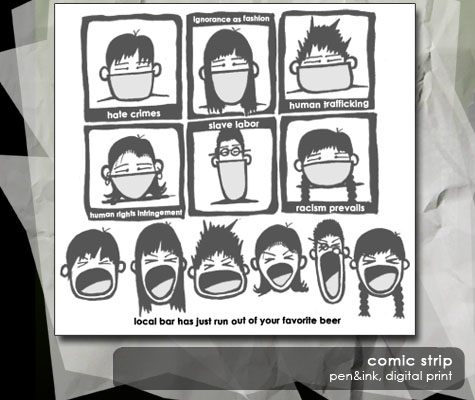 hate crimes
ignorance as fashion
human trafficking
human rights infringement
slave labor
racism prevails
local bar has just run out of your favorite beer
comic strip
pen&ink, digital print